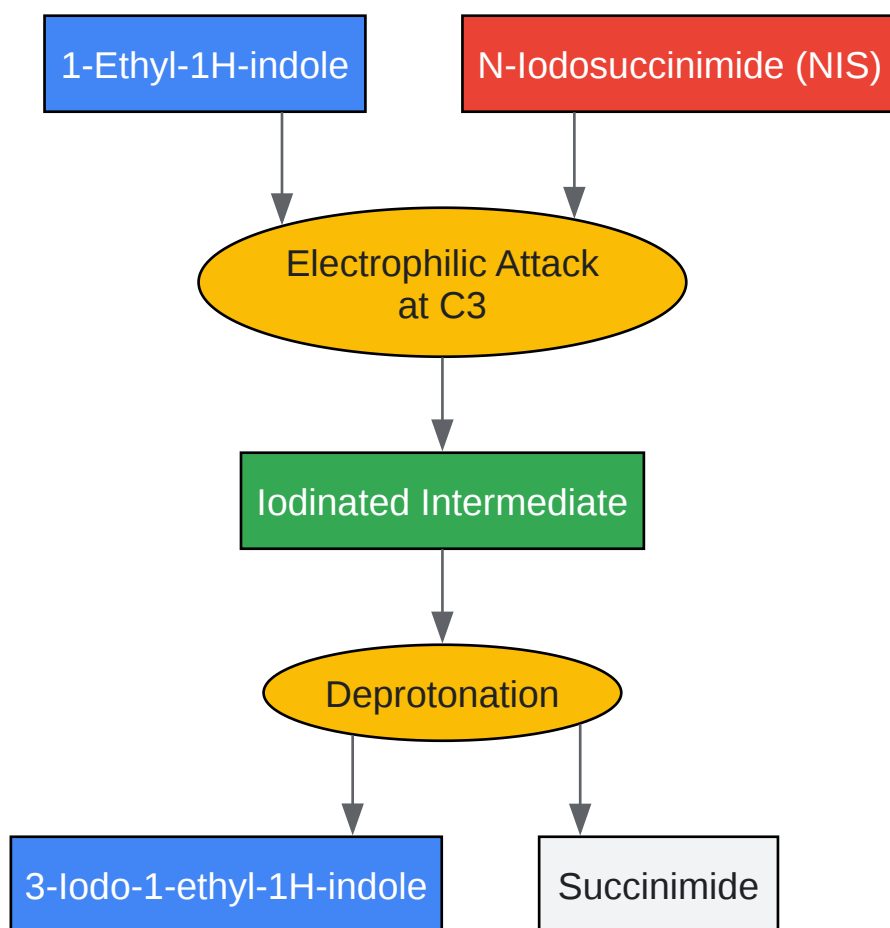 1-Ethyl-1H-indole
N-Iodosuccinimide (NIS)
Electrophilic Attack
at C3
Iodinated Intermediate
Deprotonation
3-Iodo-1-ethyl-1H-indole
Succinimide